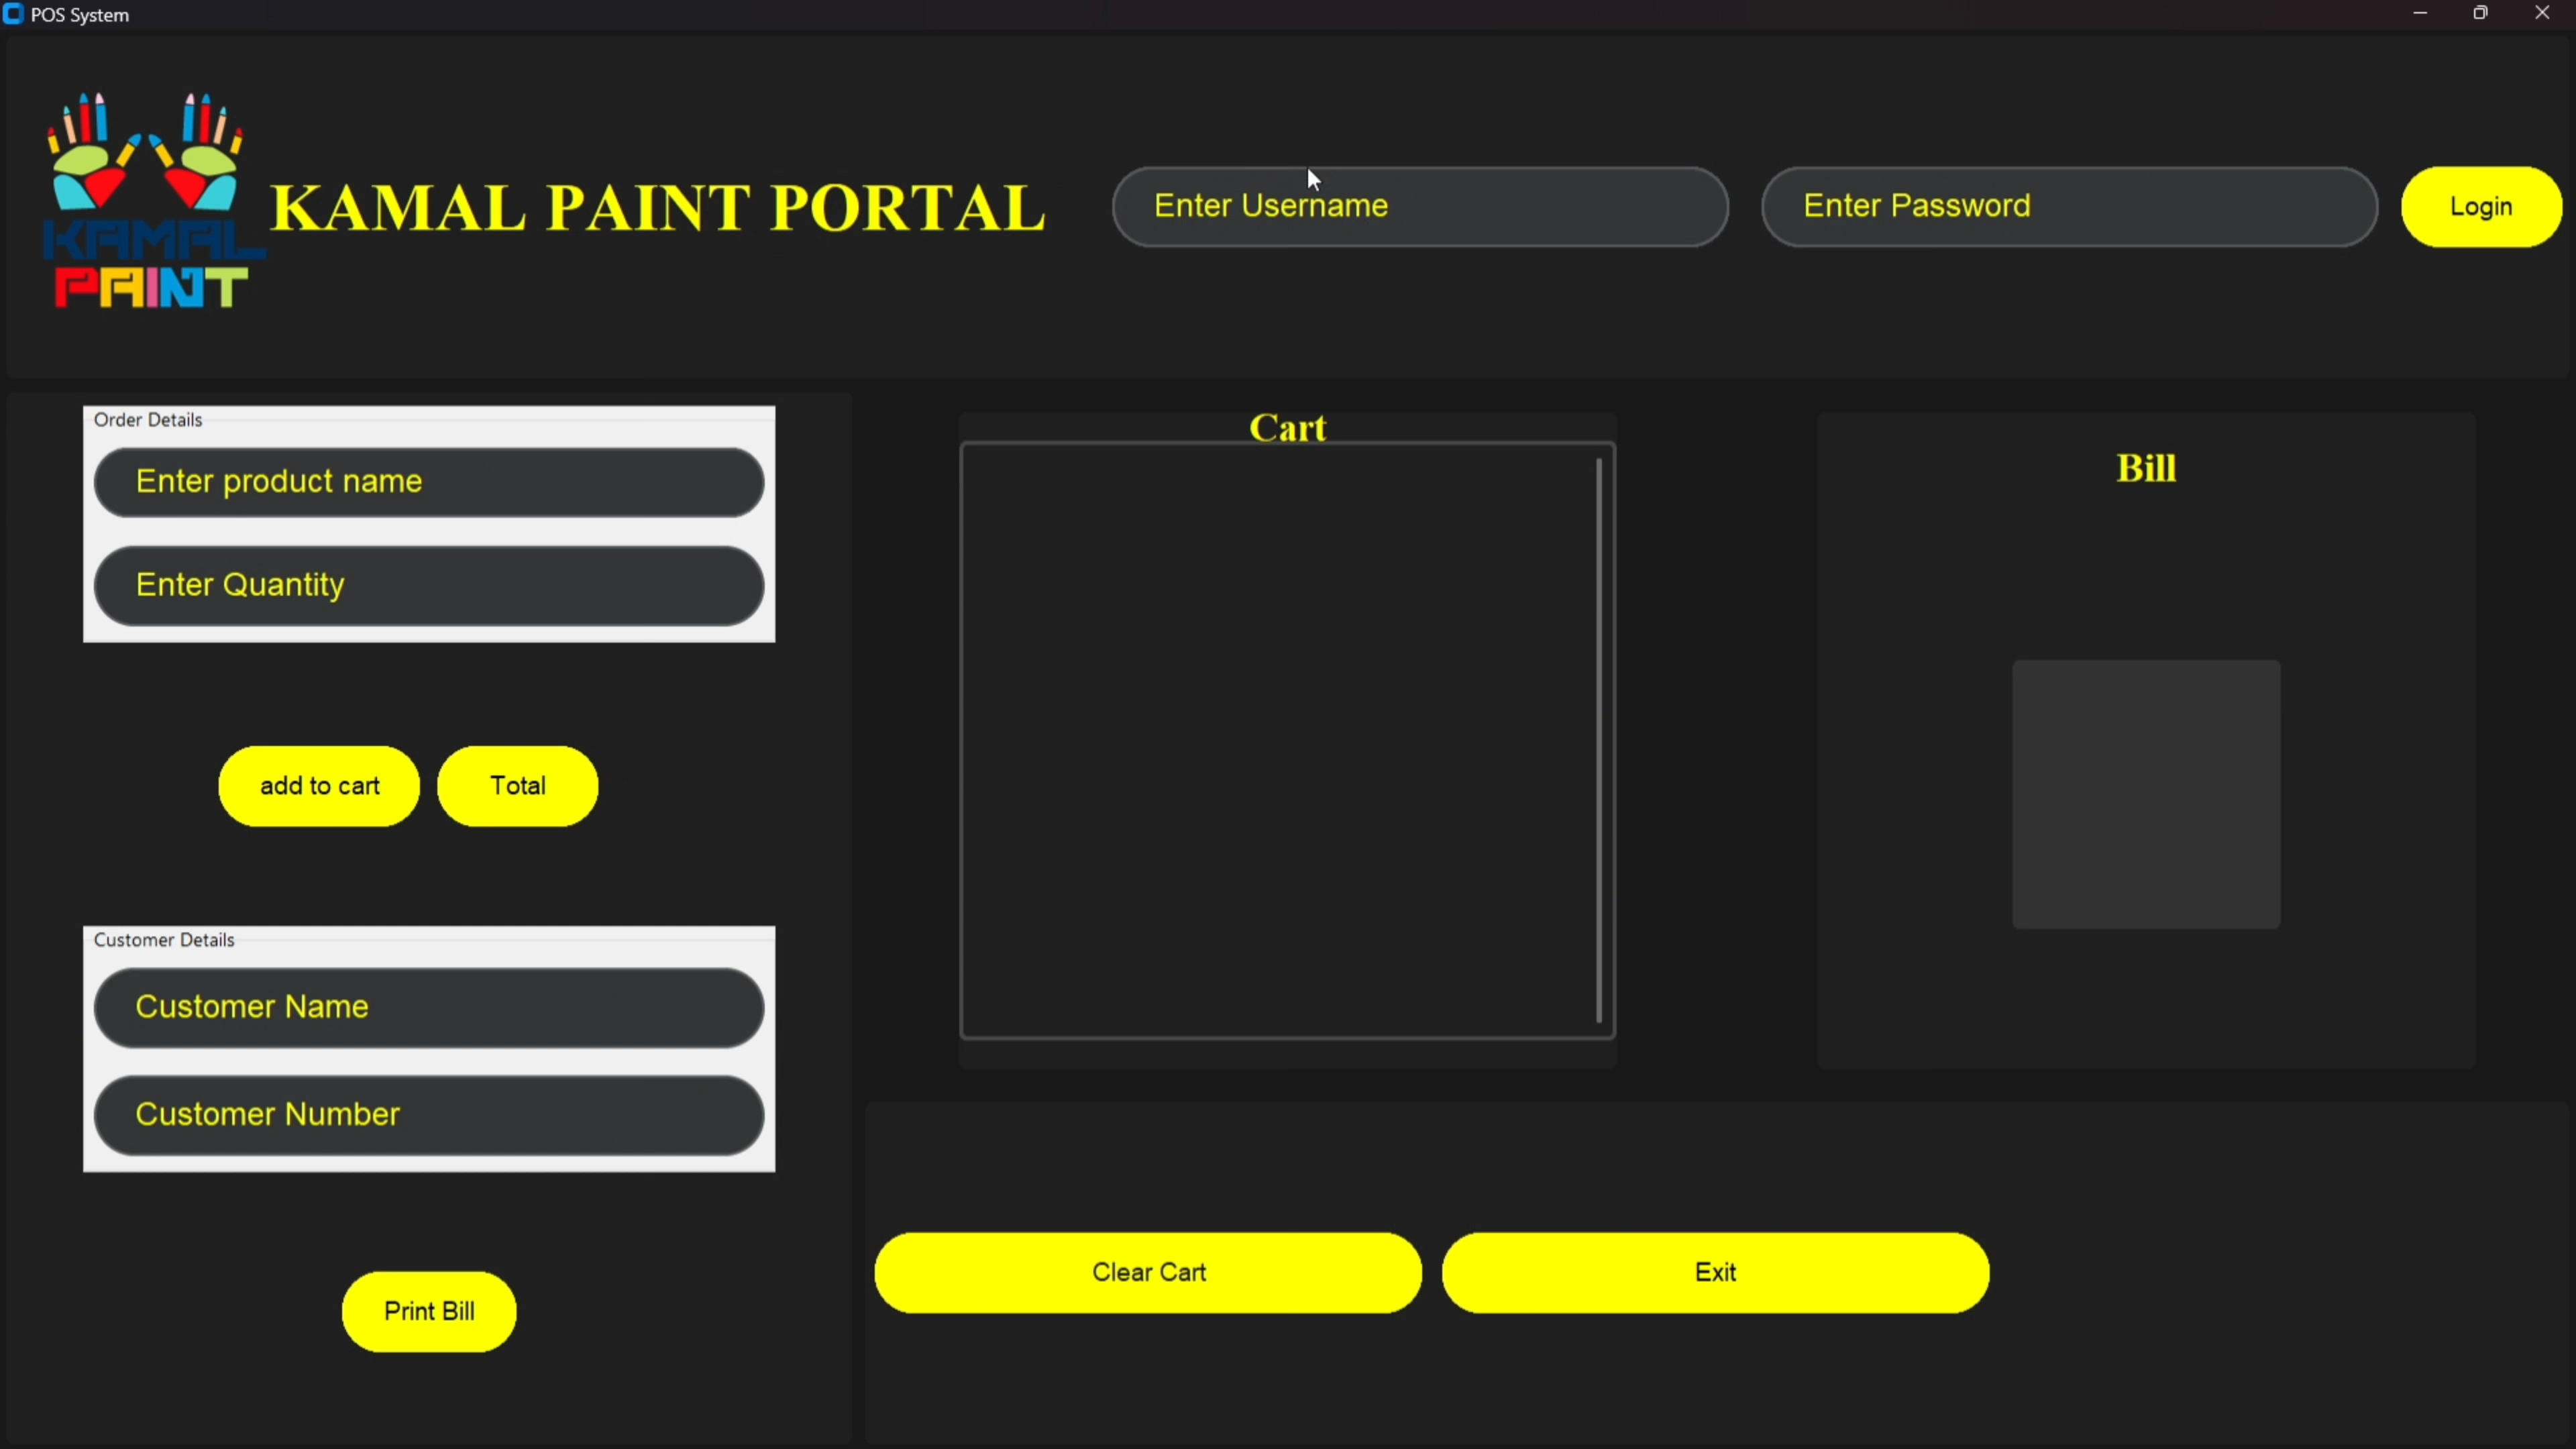 POS System
KAMAL
PAINT
KAMAL PAINT PORTAL
Enter Username
Enter Password
Login
Order Details
Enter product name
Enter Quantity
add to cart
Total
Customer Details
Customer Name
Customer Number
Print Bill
Cart
Bill
Clear Cart
Exit